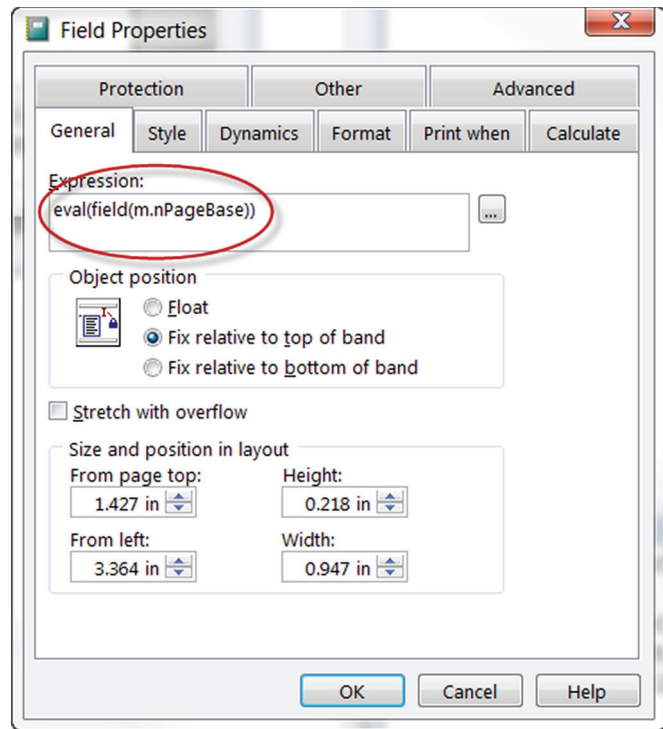 Field Properties
Protection Other Advanced
General Style Dynamics Format Print when Calculate
Expression:
eval(field(m.nPageBase))
...
Object position
Float
Fix relative to top of band
Fix relative to bottom of band
Stretch with overflow
Size and position in layout
From page top: Height:
1.427 in 0.218 in
From left: Width:
3.364 in 0.947 in
OK Cancel Help